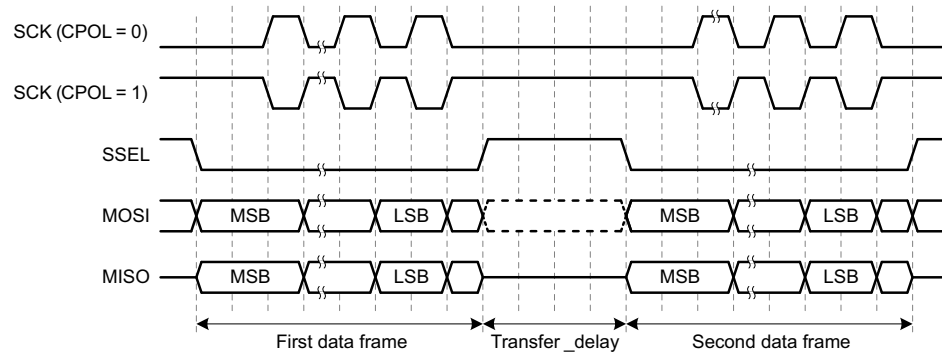 SCK (CPOL = 0)
SCK (CPOL = 1)
SSEL
MOSI MSB LSB MSB LSB
MISO MSB LSB MSB LSB
First data frame Transfer _delay Second data frame